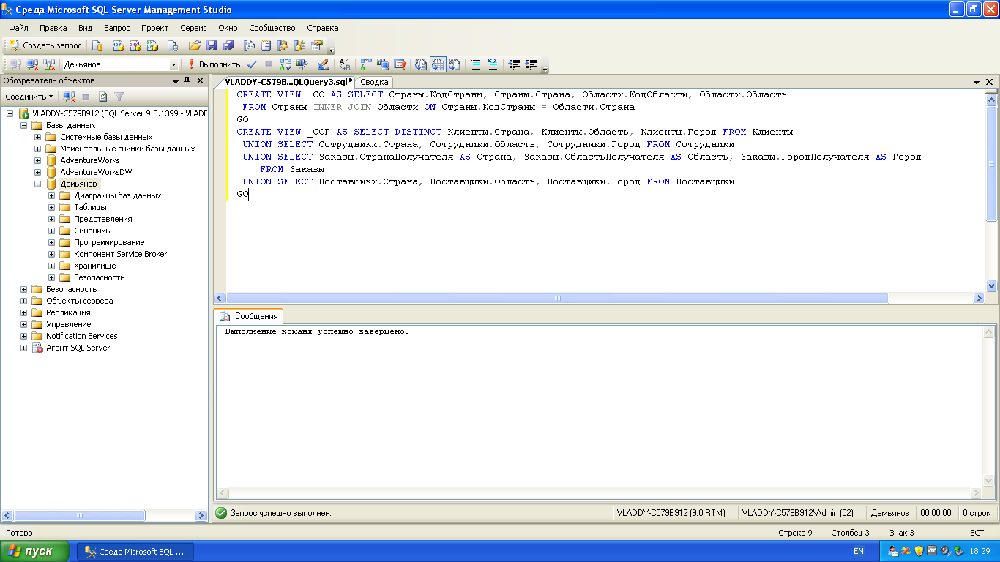 Среда Microsoft SQL Server Management Studio
Файл Правка Вид Запрос Проект Сервис Окно Сообщество Справка
Создать запрос
Демьянов Выполнить
Обозреватель объектов
Соединить
VLADDY-C579B912 (SQL Server 9.0.1399 - VLADD
Базы данных
Системные базы данных
Моментальные снимки базы данных
AdventureWorks
AdventureWorksDW
Демьянов
Диаграммы баз данных
Таблицы
Представления
Синонимы
Программирование
Компонент Service Broker
Хранилище
Безопасность
Безопасность
Объекты сервера
Репликация
Управление
Notification Services
Агент SQL Server
VLADDY-C579B...QLQuery3.sql* Сводка
CREATE VIEW _СО AS SELECT Страны.КодСтраны, Страны.Страна, Области.КодОбласти, Области.Область
FROM Страны INNER JOIN Области ON Страны.КодСтраны = Области.Страна
GO
CREATE VIEW _СОГ AS SELECT DISTINCT Клиенты.Страна, Клиенты.Область, Клиенты.Город FROM Клиенты
UNION SELECT Сотрудники.Страна, Сотрудники.Область, Сотрудники.Город FROM Сотрудники
UNION SELECT Заказы.СтранаПолучателя AS Страна, Заказы.ОбластьПолучателя AS Область, Заказы.ГородПолучателя AS Город
FROM Заказы
UNION SELECT Поставщики.Страна, Поставщики.Область, Поставщики.Город FROM Поставщики
GO
Сообщения
Выполнение команд успешно завершено.
Запрос успешно выполнен. VLADDY-C579B912 (9.0 RTM) VLADDY-C579B912\Admin (52) Демьянов 00:00:00 0 строк
Готово Строка 9 Столбец 3 Знак 3 ВСТ
пуск Среда Microsoft SQL ... EN 18:29